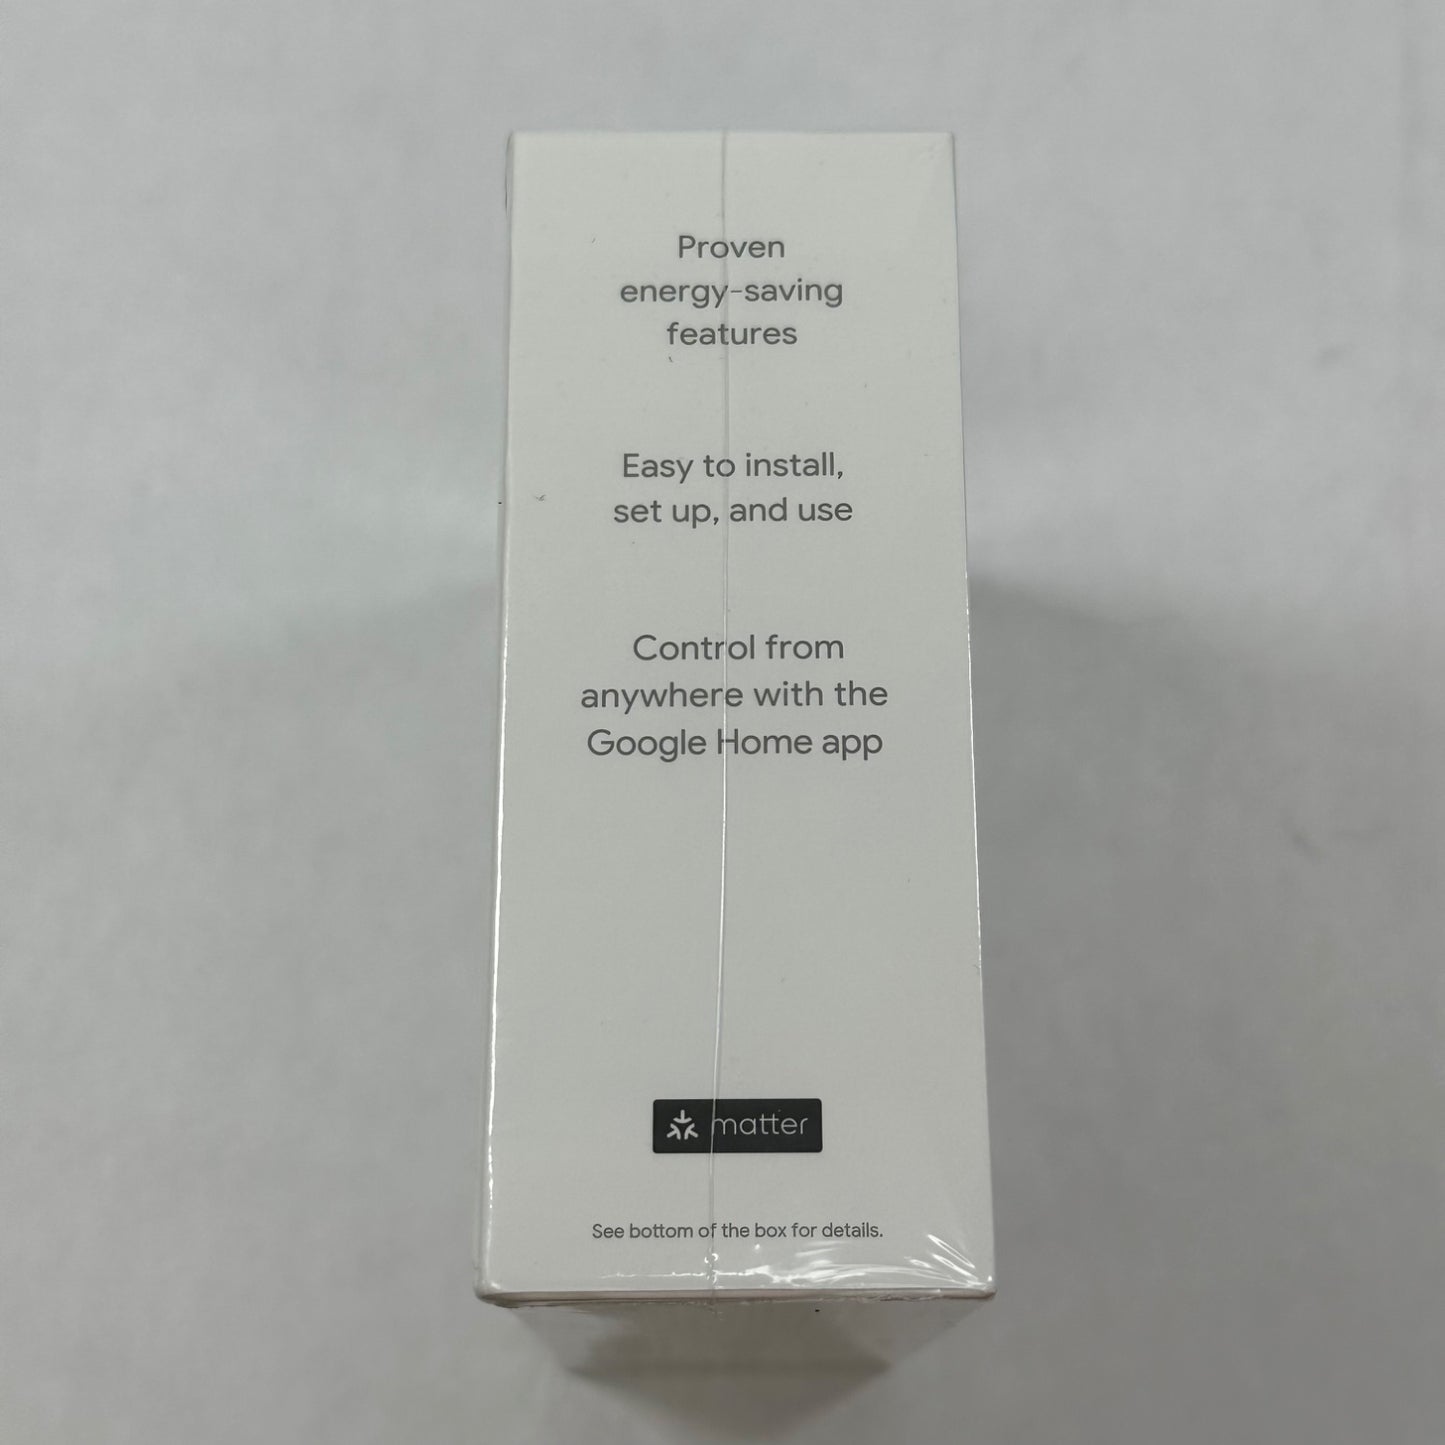 Proven
energy-saving
features
Easy to install,
set up, and use
Control from
anywhere with the
Google Home app
matter
See bottom of the box for details.